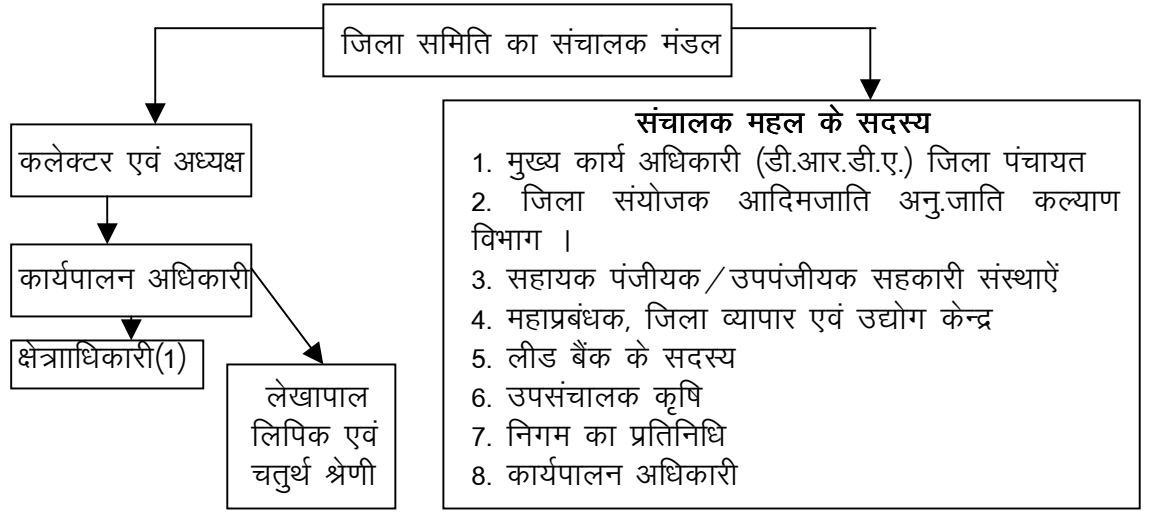 जिला समिति का संचालक मंडल
कलेक्टर एवं अध्यक्ष
कार्यपालन अधिकारी
क्षेत्रााधिकारी(1)
लेखापाल
लिपिक एवं
चतुर्थ श्रेणी
संचालक महल के सदस्य
1. मुख्य कार्य अधिकारी (डी.आर.डी.ए.) जिला पंचायत
2. जिला संयोजक आदिमजाति अनु.जाति कल्याण
विभाग ।
3. सहायक पंजीयक/उपपंजीयक सहकारी संस्थाऐं
4. महाप्रबंधक, जिला व्यापार एवं उद्योग केन्द्र
5. लीड बैंक के सदस्य
6. उपसंचालक कृषि
7. निगम का प्रतिनिधि
8. कार्यपालन अधिकारी